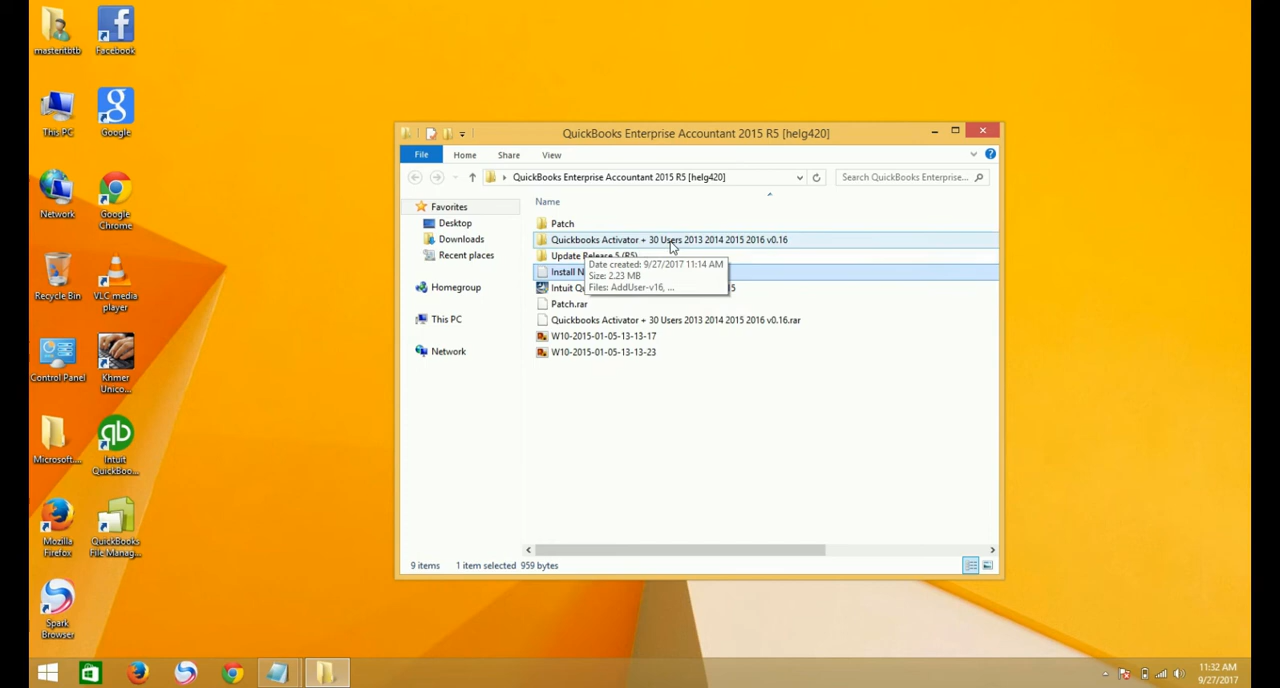 masteritbtb
Facebook
This PC
Google
Network
Google
Chrome
Recycle Bin
VLC media
player
Control Panel
Khmer
Unico...
Microsoft....
Intuit
QuickBoo...
Mozilla
Firefox
QuickBooks
File Manag...
Spark
Browser
QuickBooks Enterprise Accountant 2015 R5 [helg420]
File
Home
Share
View
QuickBooks Enterprise Accountant 2015 R5 [helg420]
Search QuickBooks Enterprise...
Favorites
Desktop
Downloads
Recent places
Homegroup
This PC
Network
Name
Patch
Quickbooks Activator + 30 Users 2013 2014 2015 2016 v0.16
Update Release 5 (R5)
Install N
Date created: 9/27/2017 11:14 AM
Size: 2.23 MB
Files: AddUser-v16, ...
Intuit Qu
5
Patch.rar
Quickbooks Activator + 30 Users 2013 2014 2015 2016 v0.16.rar
W10-2015-01-05-13-13-17
W10-2015-01-05-13-13-23
9 items
1 item selected 959 bytes
11:32 AM
9/27/2017